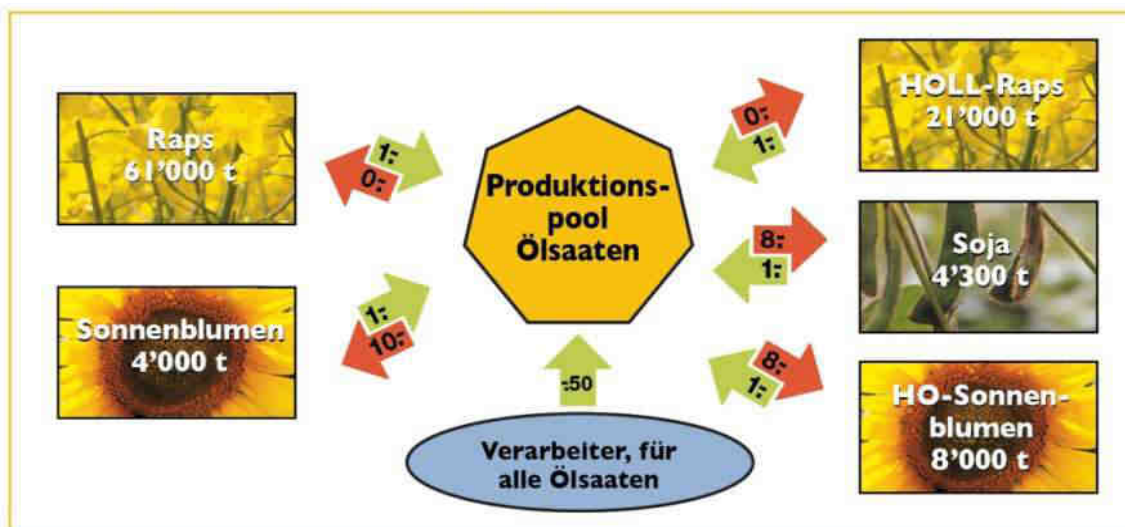 Raps
61'000 t
1.-
0.-
Sonnenblumen
4'000 t
1.-
10.-
Produktions-
pool
Ölsaaten
-.50
Verarbeiter, für
alle Ölsaaten
HOLL-Raps
21'000 t
0.-
1.-
Soja
4'300 t
8.-
1.-
HO-Sonnen-
blumen
8'000 t
8.-
1.-